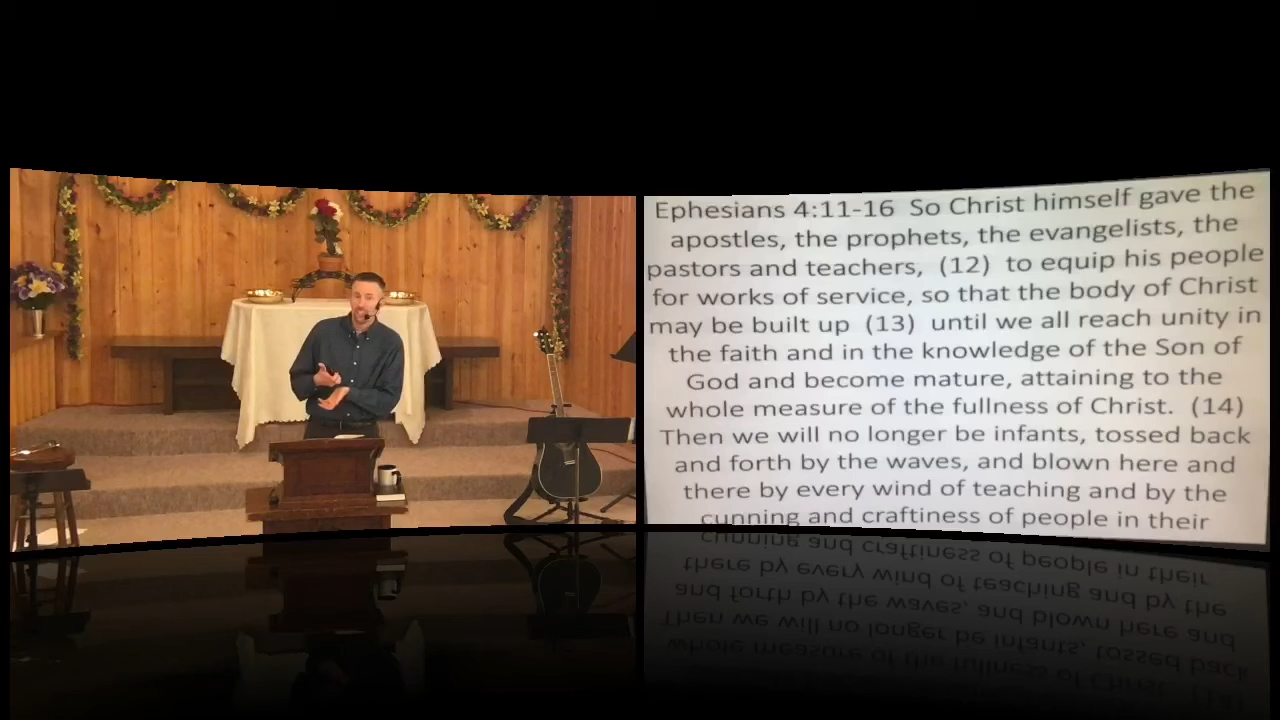 Ephesians 4:11-16 So Christ himself gave the
apostles, the prophets, the evangelists, the
pastors and teachers, (12) to equip his people
for works of service, so that the body of Christ
may be built up (13) until we all reach unity in
the faith and in the knowledge of the Son of
God and become mature, attaining to the
whole measure of the fullness of Christ. (14)
Then we will no longer be infants, tossed back
and forth by the waves, and blown here and
there by every wind of teaching and by the
cunning and craftiness of people in their